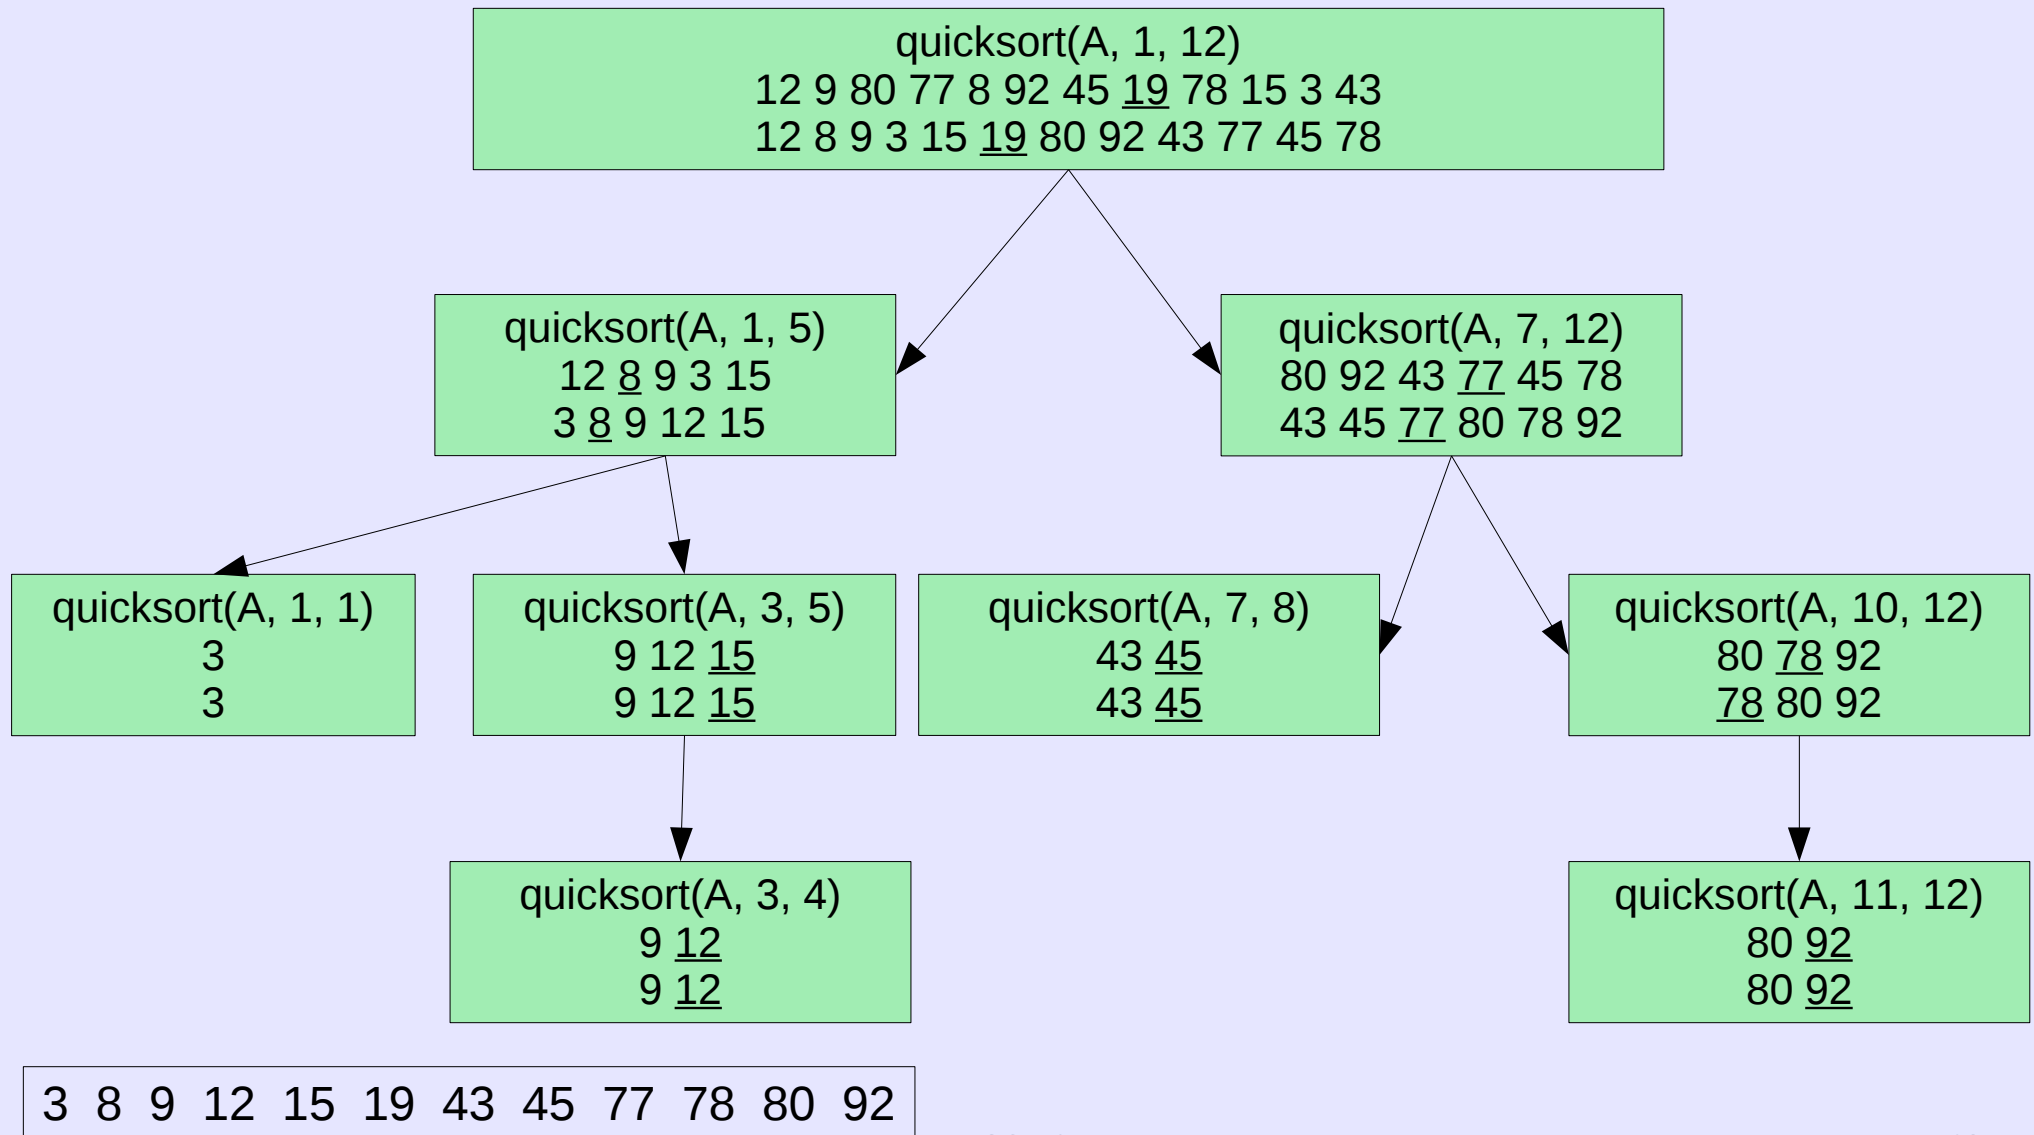 quicksort(A, 1, 12)
12 9 80 77 8 92 45 19 78 15 3 43
12 8 9 3 15 19 80 92 43 77 45 78
quicksort(A, 1, 5)
12 8 9 3 15
3 8 9 12 15
quicksort(A, 7, 12)
80 92 43 77 45 78
43 45 77 80 78 92
quicksort(A, 1, 1)
3
3
quicksort(A, 3, 5)
9 12 15
9 12 15
quicksort(A, 7, 8)
43 45
43 45
quicksort(A, 10, 12)
80 78 92
78 80 92
quicksort(A, 3, 4)
9 12
9 12
quicksort(A, 11, 12)
80 92
80 92
3 8 9 12 15 19 43 45 77 78 80 92